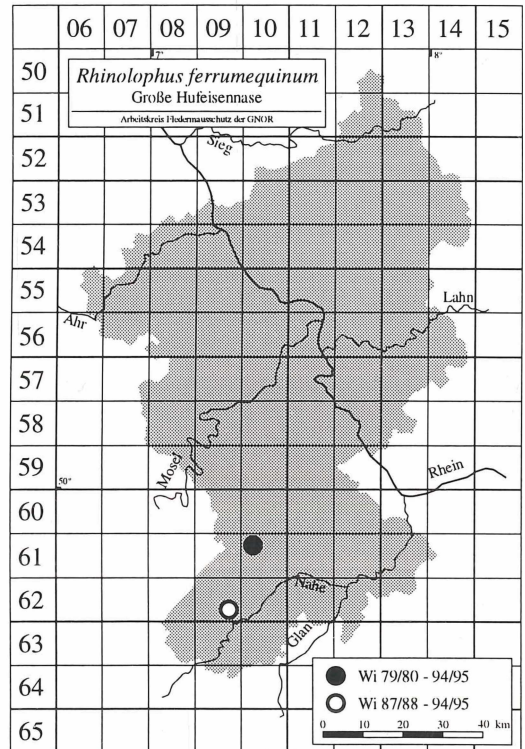 06 07 08 09 10 11 12 13 14 15
7° 8°
50
Rhinolophus ferrumequinum
Große Hufeisennase
Arbeitskreis Fledermausschutz der GNOR
51
Sieg
52
53
54
55
Lahn
Ahr
56
57
58
59
Mosel
Rhein
50°
60
61
Nahe
62
Glan
63
64
Wi 79/80 - 94/95
Wi 87/88 - 94/95
65
0 10 20 30 40 km